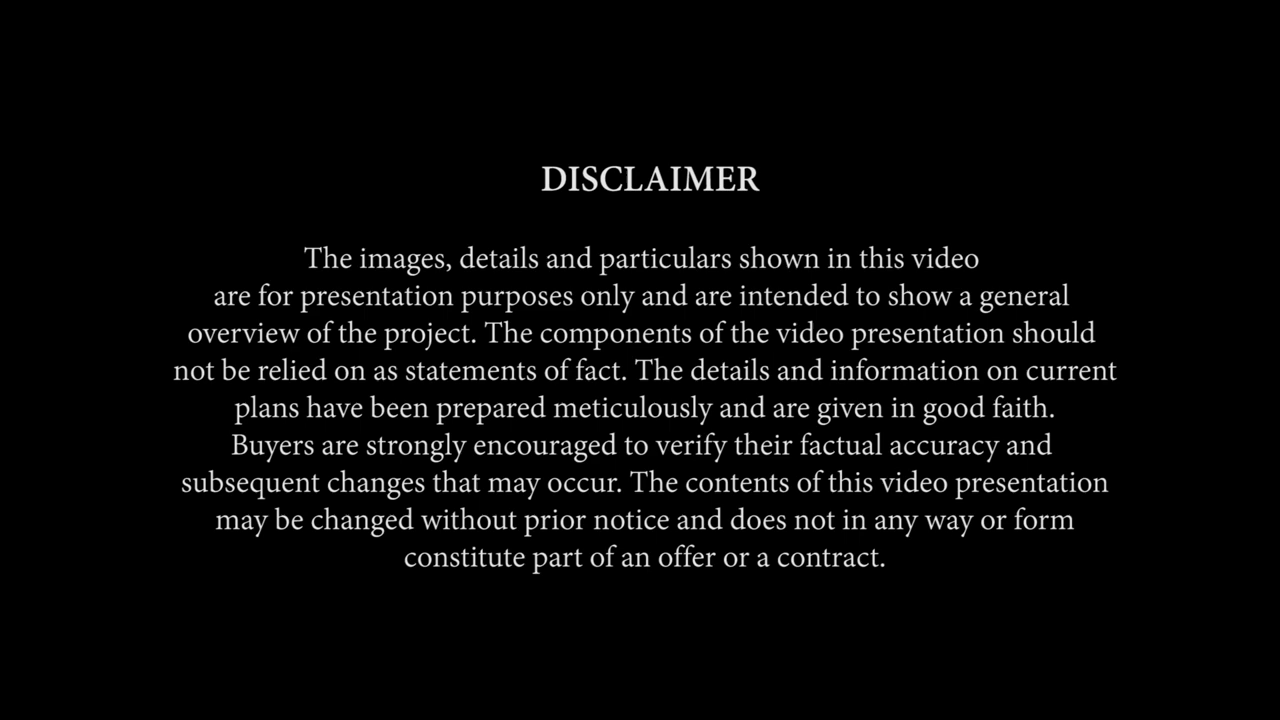 DISCLAIMER
The images, details and particulars shown in this video
are for presentation purposes only and are intended to show a general
overview of the project. The components of the video presentation should
not be relied on as statements of fact. The details and information on current
plans have been prepared meticulously and are given in good faith.
Buyers are strongly encouraged to verify their factual accuracy and
subsequent changes that may occur. The contents of this video presentation
may be changed without prior notice and does not in any way or form
constitute part of an offer or a contract.